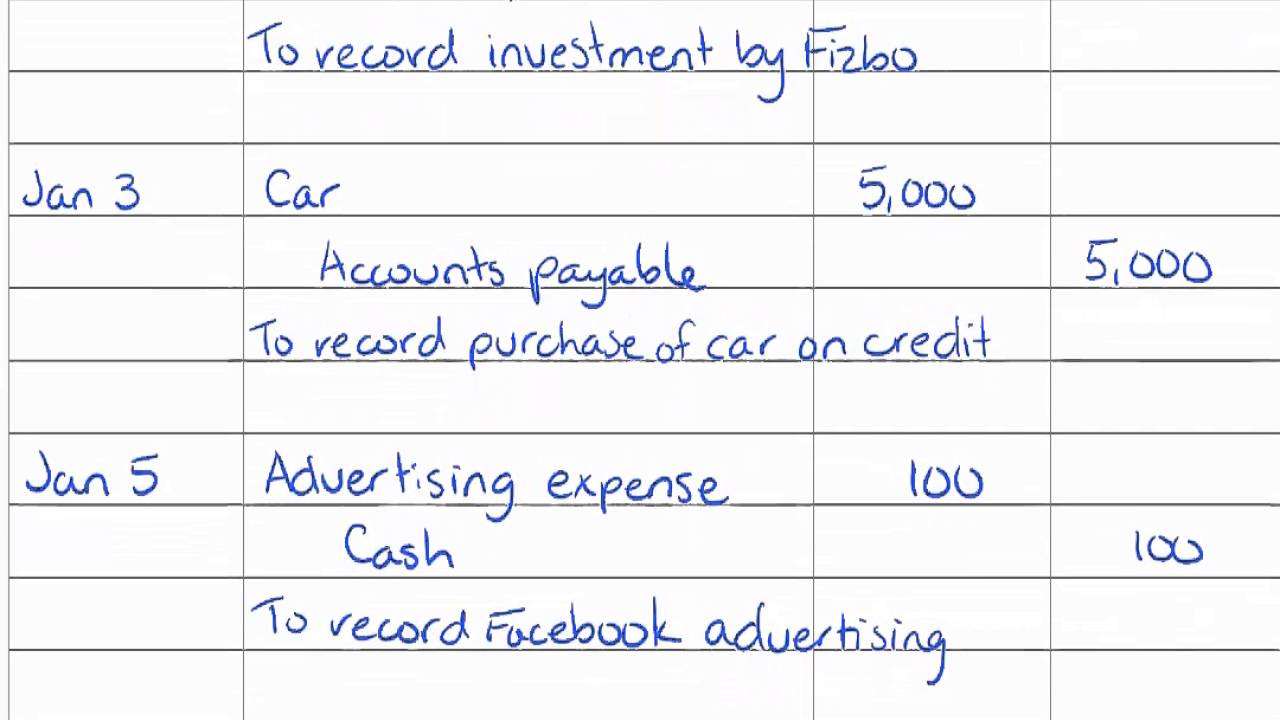 To record investment by Fizbo
Jan 3 Car 5,000
Accounts payable 5,000
To record purchase of car on credit
Jan 5 Advertising expense 100
Cash 100
To record Facebook advertising